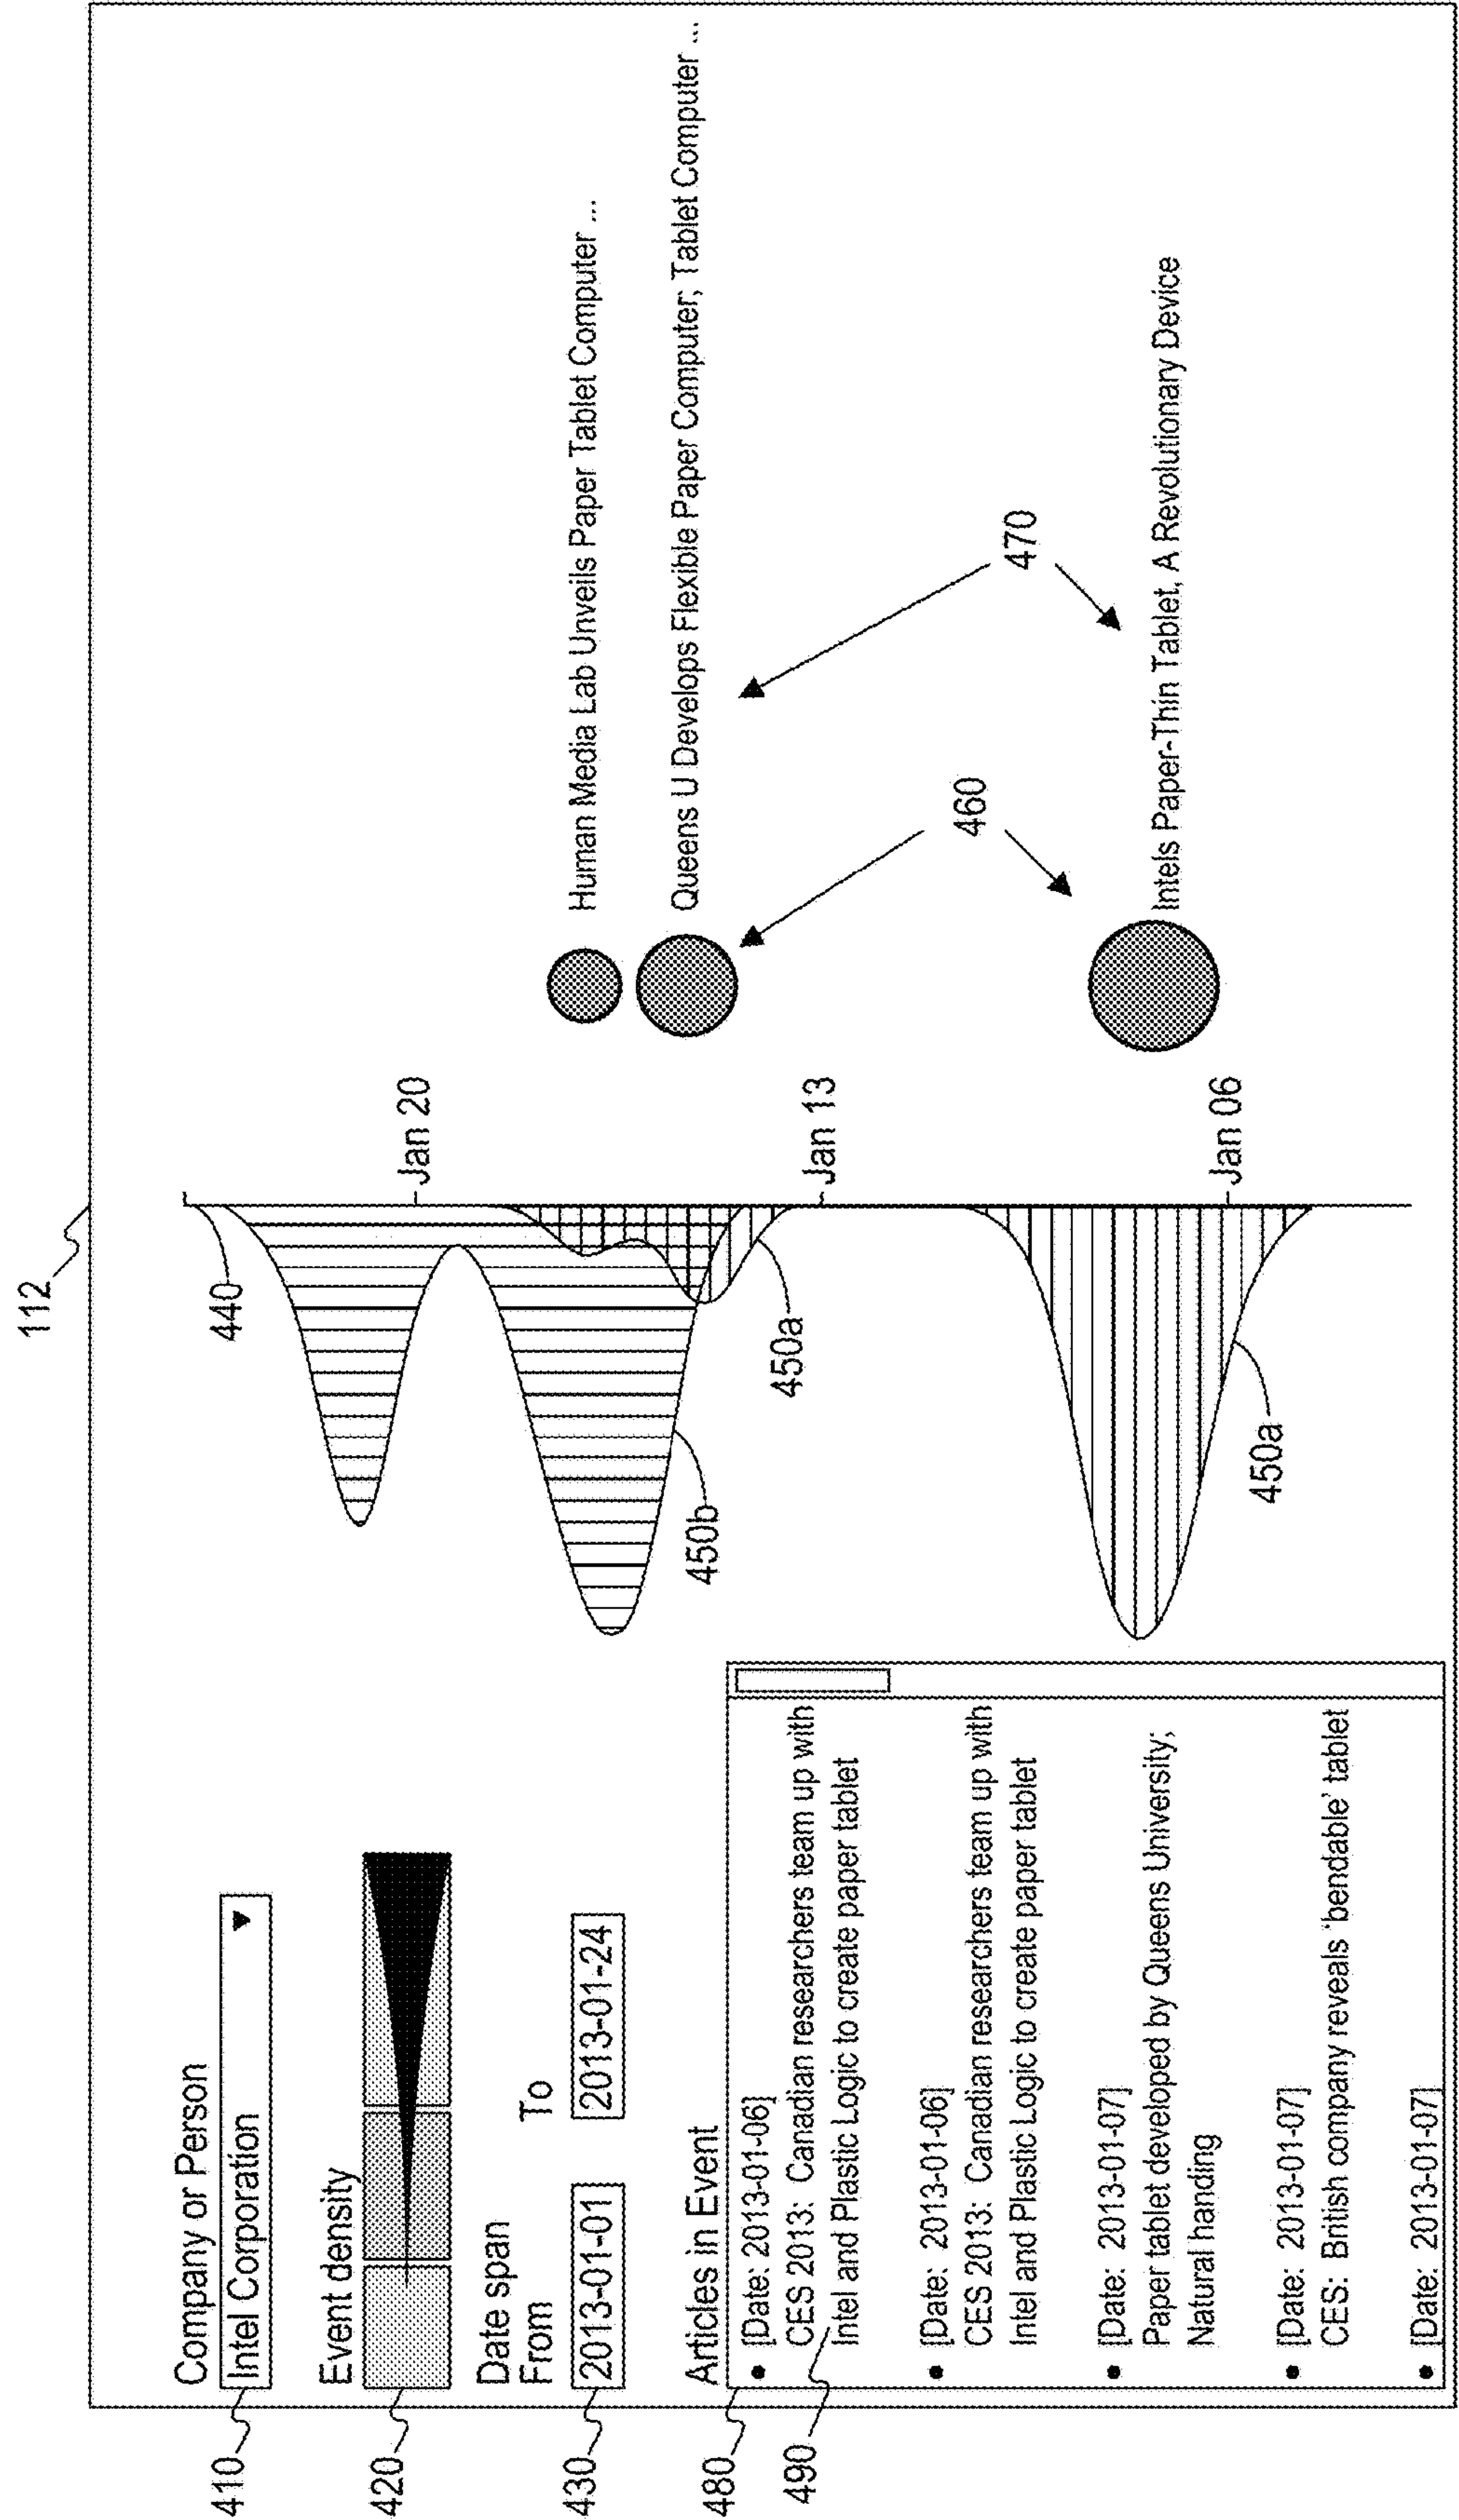 112
410
Company or Person
Intel Corporation
420
Event density
430
Date span
From
To
2013-01-01
2013-01-24
480
Articles in Event
• [Date: 2013-01-06]
CES 2013: Canadian researchers team up with
Intel and Plastic Logic to create paper tablet
490
• [Date: 2013-01-06]
CES 2013: Canadian researchers team up with
Intel and Plastic Logic to create paper tablet
• [Date: 2013-01-07]
Paper tablet developed by Queens University;
Natural handing
• [Date: 2013-01-07]
CES: British company reveals ‘bendable’ tablet
• [Date: 2013-01-07]
440
450b
450a
450a
Jan 20
Jan 13
Jan 06
Human Media Lab Unveils Paper Tablet Computer ...
Queens U Develops Flexible Paper Computer; Tablet Computer ...
460
470
Intels Paper-Thin Tablet, A Revolutionary Device